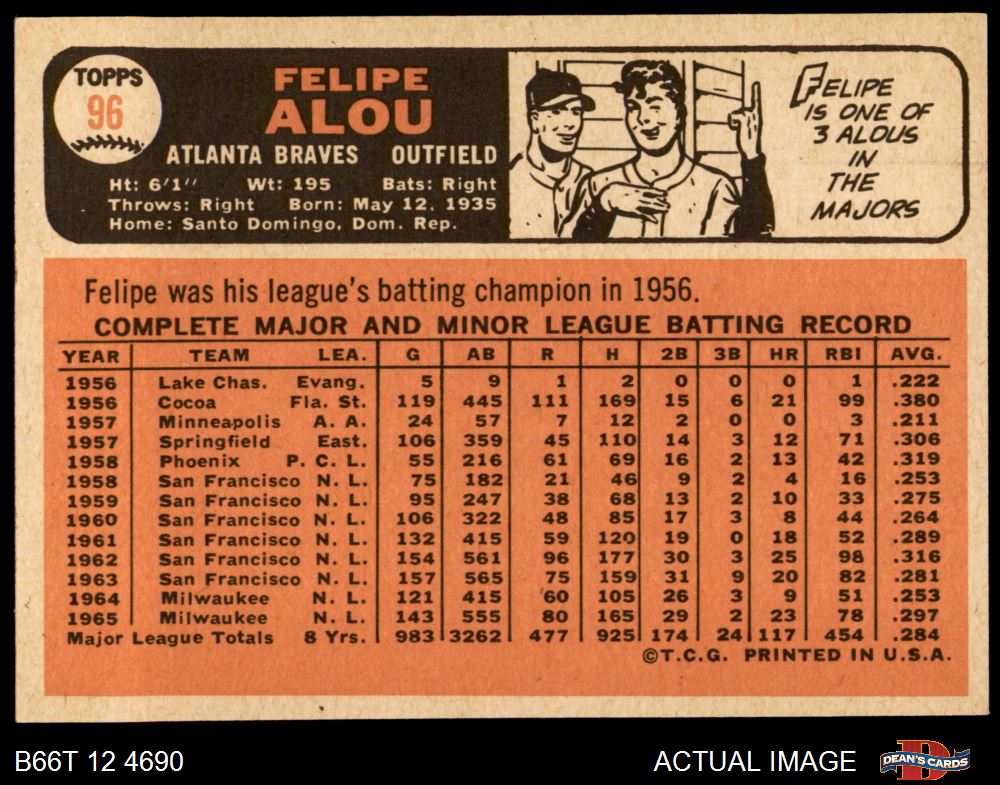 TOPPS
96
FELIPE
ALOU
ATLANTA BRAVES OUTFIELD
Ht: 6'1" Wt: 195 Bats: Right
Throws: Right Born: May 12, 1935
Home: Santo Domingo, Dom. Rep.
FELIPE
IS ONE OF
3 ALOUS
IN
THE
MAJORS
Felipe was his league's batting champion in 1956.
COMPLETE MAJOR AND MINOR LEAGUE BATTING RECORD
YEAR TEAM LEA. G AB R H 2B 3B HR RBI AVG.
1956 Lake Chas. Evang. 5 9 1 2 0 0 0 1 .222
1956 Cocoa Fla. St. 119 445 111 169 15 6 21 99 .380
1957 Minneapolis A. A. 24 57 7 12 2 0 0 3 .211
1957 Springfield East. 106 359 45 110 14 3 12 71 .306
1958 Phoenix P. C. L. 55 216 61 69 16 2 13 42 .319
1958 San Francisco N. L. 75 182 21 46 9 2 4 16 .253
1959 San Francisco N. L. 95 247 38 68 13 2 10 33 .275
1960 San Francisco N. L. 106 322 48 85 17 3 8 44 .264
1961 San Francisco N. L. 132 415 59 120 19 0 18 52 .289
1962 San Francisco N. L. 154 561 96 177 30 3 25 98 .316
1963 San Francisco N. L. 157 565 75 159 31 9 20 82 .281
1964 Milwaukee N. L. 121 415 60 105 26 3 9 51 .253
1965 Milwaukee N. L. 143 555 80 165 29 2 23 78 .297
Major League Totals 8 Yrs. 983 3262 477 925 174 24 117 454 .284
©T.C.G. PRINTED IN U.S.A.
B66T 12 4690 ACTUAL IMAGE D DEAN'S CARDS